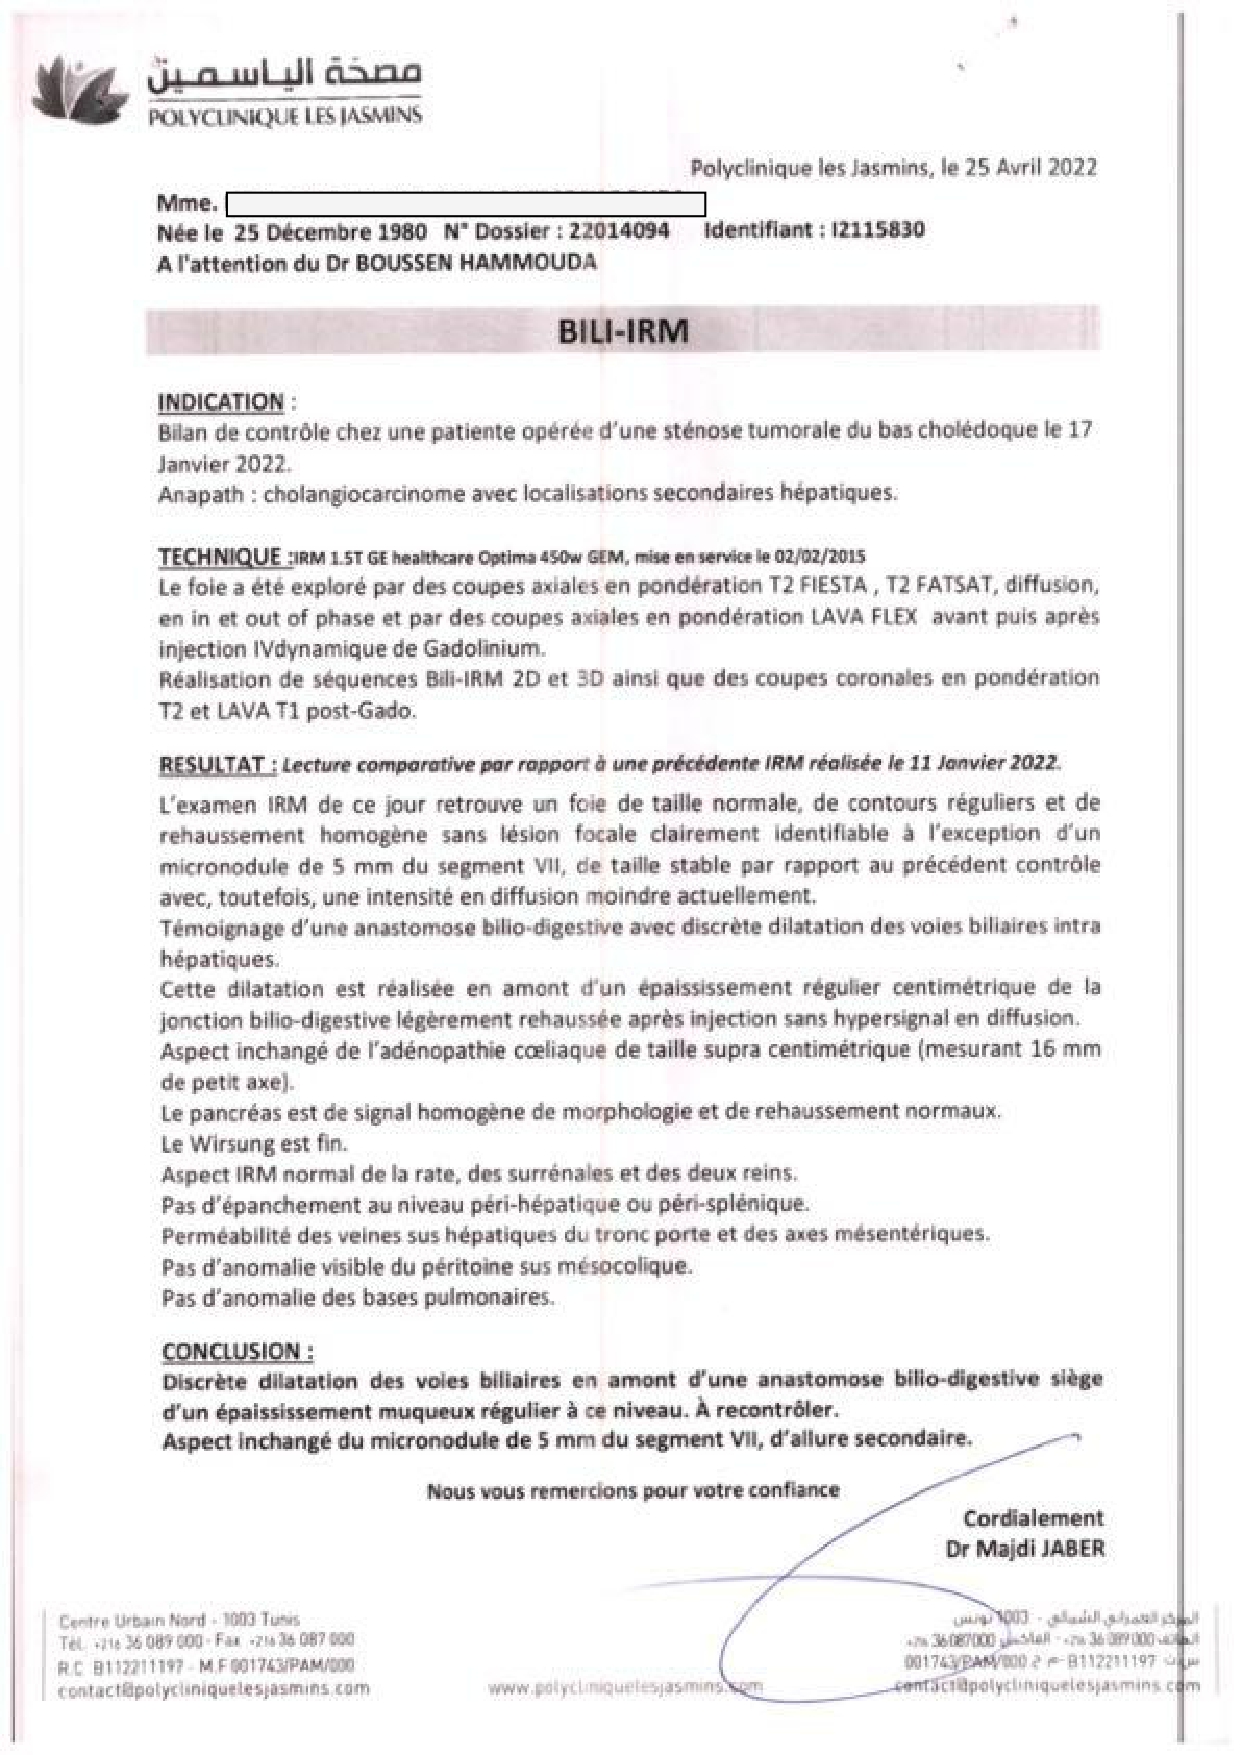 مصحة الياسمين
POLYCLINIQUE LES JASMINS
Polyclinique les Jasmins, le 25 Avril 2022
Mme.
Née le 25 Décembre 1980 N° Dossier : 22014094 Identifiant : I2115830
A l'attention du Dr BOUSSEN HAMMOUDA
BILI-IRM
INDICATION :
Bilan de contrôle chez une patiente opérée d'une sténose tumorale du bas cholédoque le 17
Janvier 2022.
Anapath : cholangiocarcinome avec localisations secondaires hépatiques.
TECHNIQUE :IRM 1.5T GE healthcare Optima 450w GEM, mise en service le 02/02/2015
Le foie a été exploré par des coupes axiales en pondération T2 FIESTA , T2 FATSAT, diffusion,
en in et out of phase et par des coupes axiales en pondération LAVA FLEX avant puis après
injection IVdynamique de Gadolinium.
Réalisation de séquences Bili-IRM 2D et 3D ainsi que des coupes coronales en pondération
T2 et LAVA T1 post-Gado.
RESULTAT : Lecture comparative par rapport à une précédente IRM réalisée le 11 Janvier 2022.
L'examen IRM de ce jour retrouve un foie de taille normale, de contours réguliers et de
rehaussement homogène sans lésion focale clairement identifiable à l'exception d'un
micronodule de 5 mm du segment VII, de taille stable par rapport au précédent contrôle
avec, toutefois, une intensité en diffusion moindre actuellement.
Témoignage d'une anastomose bilio-digestive avec discrète dilatation des voies biliaires intra
hépatiques.
Cette dilatation est réalisée en amont d'un épaississement régulier centimétrique de la
jonction bilio-digestive légèrement rehaussée après injection sans hypersignal en diffusion.
Aspect inchangé de l'adénopathie cœliaque de taille supra centimétrique (mesurant 16 mm
de petit axe).
Le pancréas est de signal homogène de morphologie et de rehaussement normaux.
Le Wirsung est fin.
Aspect IRM normal de la rate, des surrénales et des deux reins.
Pas d'épanchement au niveau péri-hépatique ou péri-splénique.
Perméabilité des veines sus hépatiques du tronc porte et des axes mésentériques.
Pas d'anomalie visible du péritoine sus mésocolique.
Pas d'anomalie des bases pulmonaires.
CONCLUSION :
Discrète dilatation des voies biliaires en amont d'une anastomose bilio-digestive siège
d'un épaississement muqueux régulier à ce niveau. À recontrôler.
Aspect inchangé du micronodule de 5 mm du segment VII, d'allure secondaire.
Nous vous remercions pour votre confiance
Cordialement
Dr Majdi JABER
Centre Urbain Nord - 1003 Tunis
Tél. +216 36 089 000 - Fax +216 36 087 000
R.C B112211197 - M.F 001743/PAM/000
contact@polycliniquelesjasmins.com
www.polycliniquelesjasmins.com
المركز العمراني الشمالي - 1003 تونس
الهاتف 000 089 36 216+ - الفاكس 000 087 36 216+
B112211197 - 001743/PAM/000
contact@polycliniquelesjasmins.com